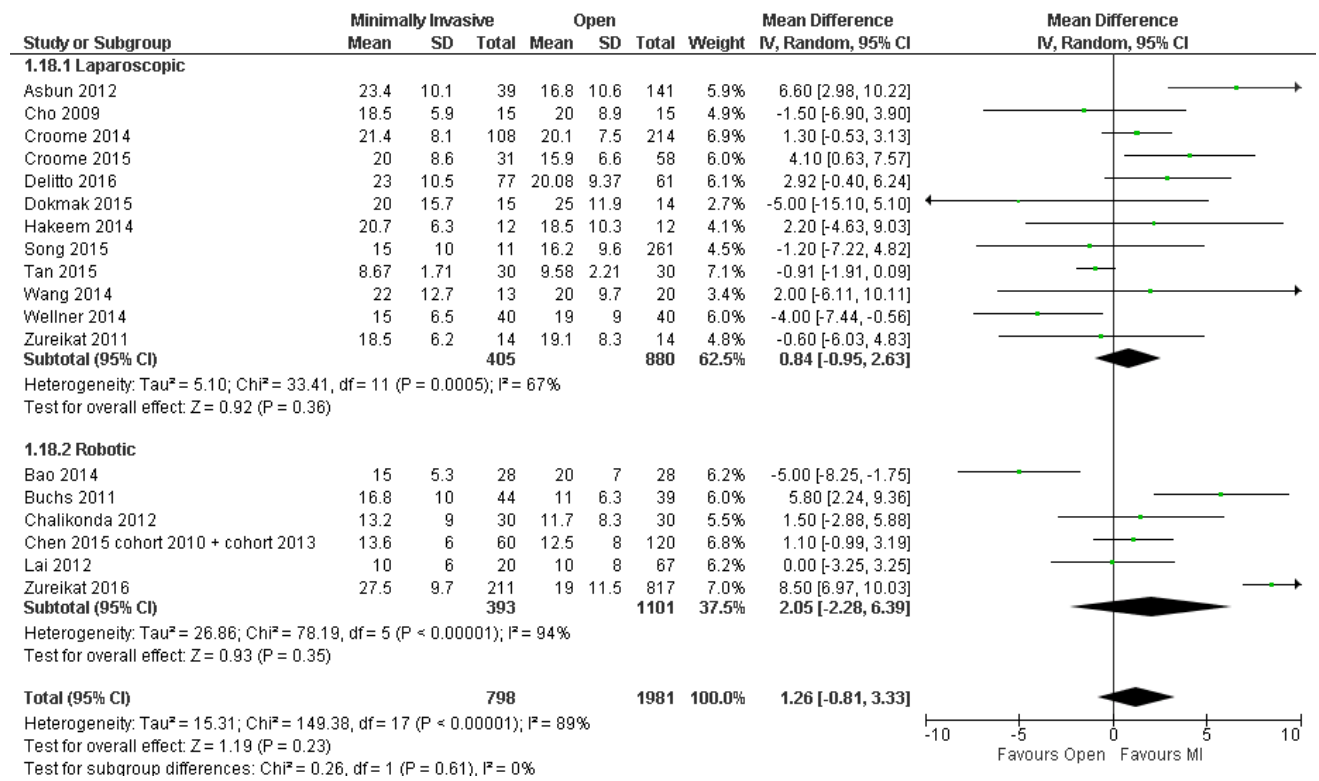 Minimally Invasive Open Mean Difference Mean Difference
Study or Subgroup Mean SD Total Mean SD Total Weight IV, Random, 95% CI IV, Random, 95% CI
1.18.1 Laparoscopic
Asbun 2012 23.4 10.1 39 16.8 10.6 141 5.9% 6.60 [2.98, 10.22]
Cho 2009 18.5 5.9 15 20 8.9 15 4.9% -1.50 [-6.90, 3.90]
Croome 2014 21.4 8.1 108 20.1 7.5 214 6.9% 1.30 [-0.53, 3.13]
Croome 2015 20 8.6 31 15.9 6.6 58 6.0% 4.10 [0.63, 7.57]
Delitto 2016 23 10.5 77 20.08 9.37 61 6.1% 2.92 [-0.40, 6.24]
Dokmak 2015 20 15.7 15 25 11.9 14 2.7% -5.00 [-15.10, 5.10]
Hakeem 2014 20.7 6.3 12 18.5 10.3 12 4.1% 2.20 [-4.63, 9.03]
Song 2015 15 10 11 16.2 9.6 261 4.5% -1.20 [-7.22, 4.82]
Tan 2015 8.67 1.71 30 9.58 2.21 30 7.1% -0.91 [-1.91, 0.09]
Wang 2014 22 12.7 13 20 9.7 20 3.4% 2.00 [-6.11, 10.11]
Wellner 2014 15 6.5 40 19 9 40 6.0% -4.00 [-7.44, -0.56]
Zureikat 2011 18.5 6.2 14 19.1 8.3 14 4.8% -0.60 [-6.03, 4.83]
Subtotal (95% CI) 405 880 62.5% 0.84 [-0.95, 2.63]
Heterogeneity: Tau² = 5.10; Chi² = 33.41, df = 11 (P = 0.0005); I² = 67%
Test for overall effect: Z = 0.92 (P = 0.36)
1.18.2 Robotic
Bao 2014 15 5.3 28 20 7 28 6.2% -5.00 [-8.25, -1.75]
Buchs 2011 16.8 10 44 11 6.3 39 6.0% 5.80 [2.24, 9.36]
Chalikonda 2012 13.2 9 30 11.7 8.3 30 5.5% 1.50 [-2.88, 5.88]
Chen 2015 cohort 2010 + cohort 2013 13.6 6 60 12.5 8 120 6.8% 1.10 [-0.99, 3.19]
Lai 2012 10 6 20 10 8 67 6.2% 0.00 [-3.25, 3.25]
Zureikat 2016 27.5 9.7 211 19 11.5 817 7.0% 8.50 [6.97, 10.03]
Subtotal (95% CI) 393 1101 37.5% 2.05 [-2.28, 6.39]
Heterogeneity: Tau² = 26.86; Chi² = 78.19, df = 5 (P < 0.00001); I² = 94%
Test for overall effect: Z = 0.93 (P = 0.35)
Total (95% CI) 798 1981 100.0% 1.26 [-0.81, 3.33]
Heterogeneity: Tau² = 15.31; Chi² = 149.38, df = 17 (P < 0.00001); I² = 89%
Test for overall effect: Z = 1.19 (P = 0.23)
Test for subgroup differences: Chi² = 0.26, df = 1 (P = 0.61), I² = 0%
-10 -5 0 5 10
Favours Open Favours MI